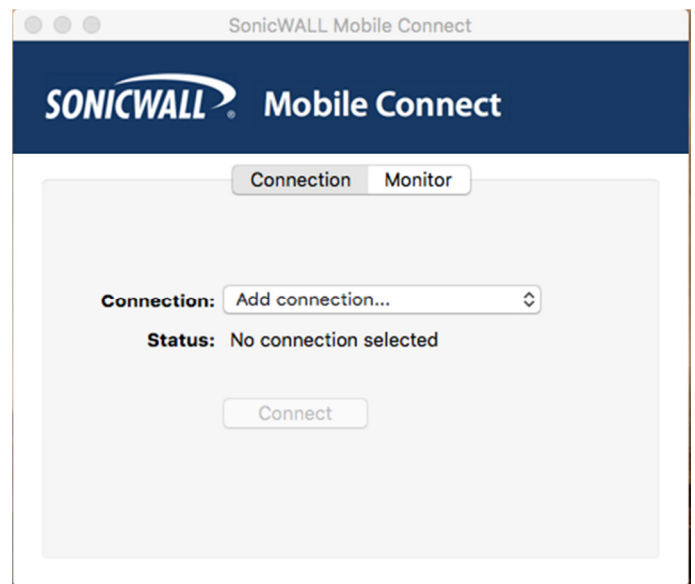 SonicWALL Mobile Connect
SONICWALL® Mobile Connect
Connection Monitor
Connection: Add connection...
Status: No connection selected
Connect